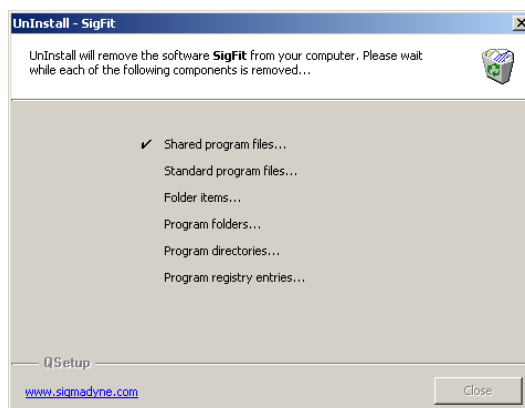 UnInstall - SigFit
UnInstall will remove the software SigFit from your computer. Please wait
while each of the following components is removed...
Shared program files...
Standard program files...
Folder items...
Program folders...
Program directories...
Program registry entries...
QSetup
www.sigmadyne.com
Close